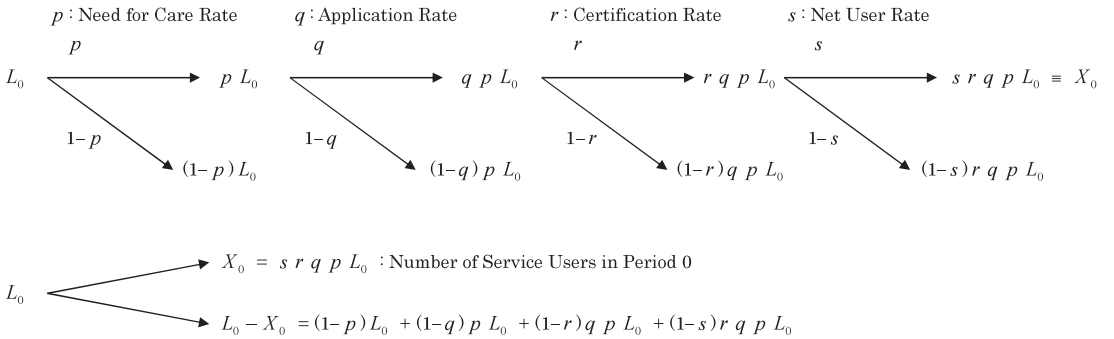 p : Need for Care Rate q : Application Rate r : Certification Rate s : Net User Rate
p q r s
L₀ p L₀ q p L₀ r q p L₀ s r q p L₀ ≡ X₀
1−p 1−q 1−r 1−s
(1−p)L₀ (1−q)p L₀ (1−r)q p L₀ (1−s)r q p L₀
X₀ = s r q p L₀ : Number of Service Users in Period 0
L₀
L₀ − X₀ = (1−p)L₀ + (1−q)p L₀ + (1−r)q p L₀ + (1−s)r q p L₀